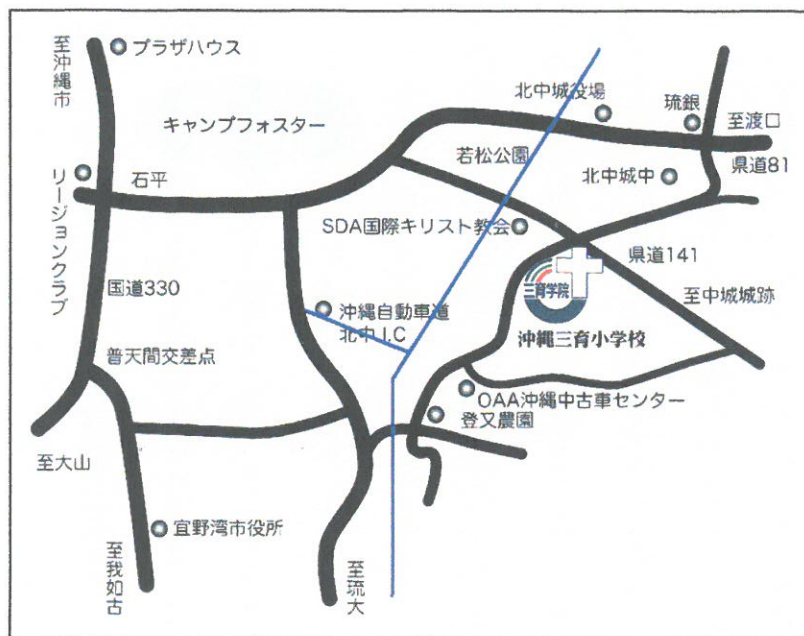 至沖縄市
プラザハウス
キャンプフォスター
北中城役場
琉銀
至渡口
県道81
リージョンクラブ
石平
若松公園
北中城中
SDA国際キリスト教会
県道141
国道330
三育学院
至中城城跡
沖縄自動車道
北中I.C
沖縄三育小学校
普天間交差点
OAA沖縄中古車センター
登又農園
至大山
宜野湾市役所
至我如古
至琉大